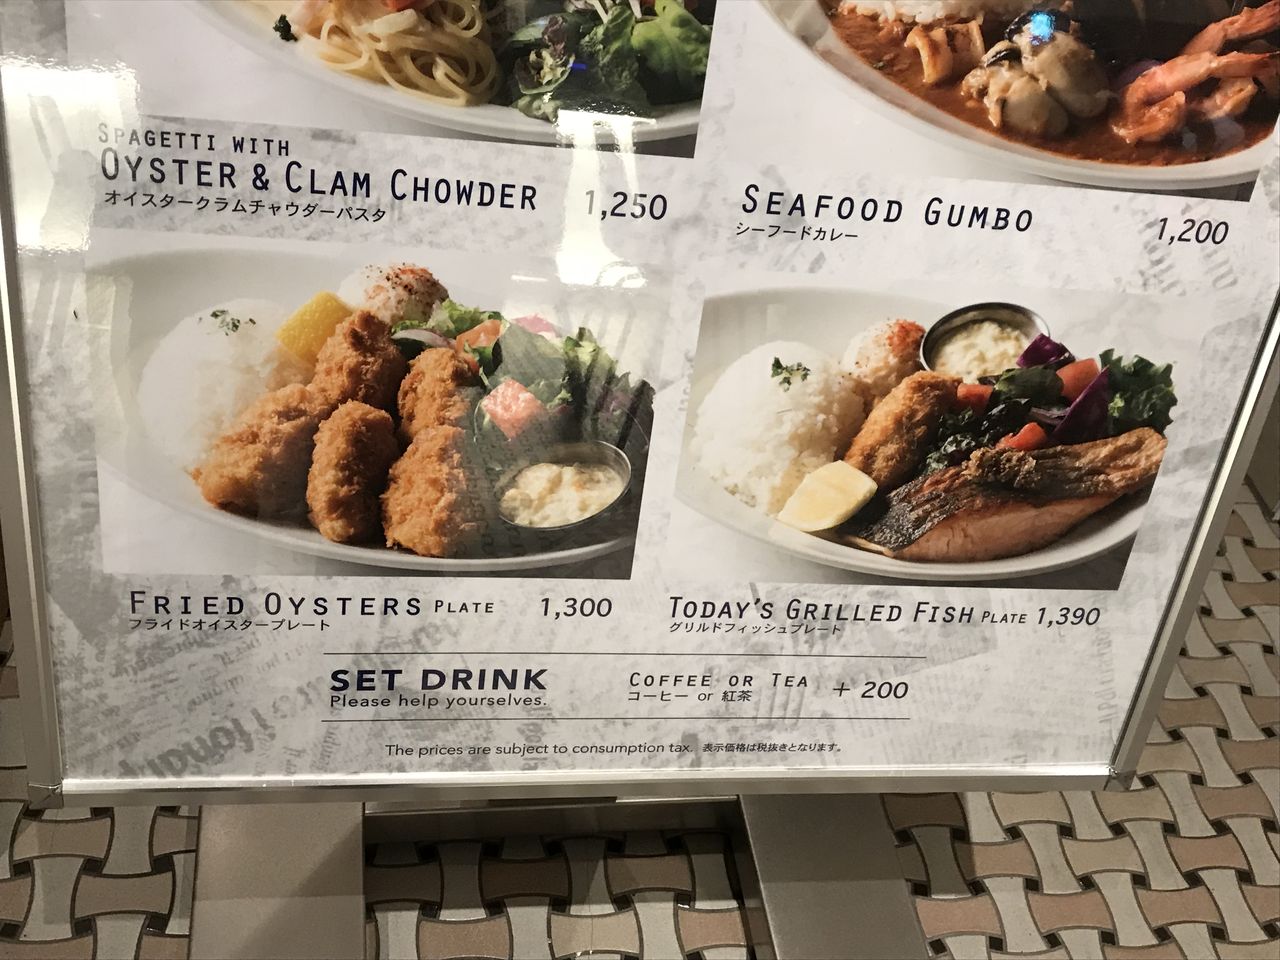 SPAGETTI WITH
OYSTER & CLAM CHOWDER 1,250
オイスタークラムチャウダーパスタ
SEAFOOD GUMBO 1,200
シーフードカレー
FRIED OYSTERS PLATE 1,300
フライドオイスタープレート
TODAY'S GRILLED FISH PLATE 1,390
グリルドフィッシュプレート
SET DRINK
Please help yourselves.
COFFEE OR TEA + 200
コーヒー or 紅茶
The prices are subject to consumption tax. 表示価格は税抜きとなります。